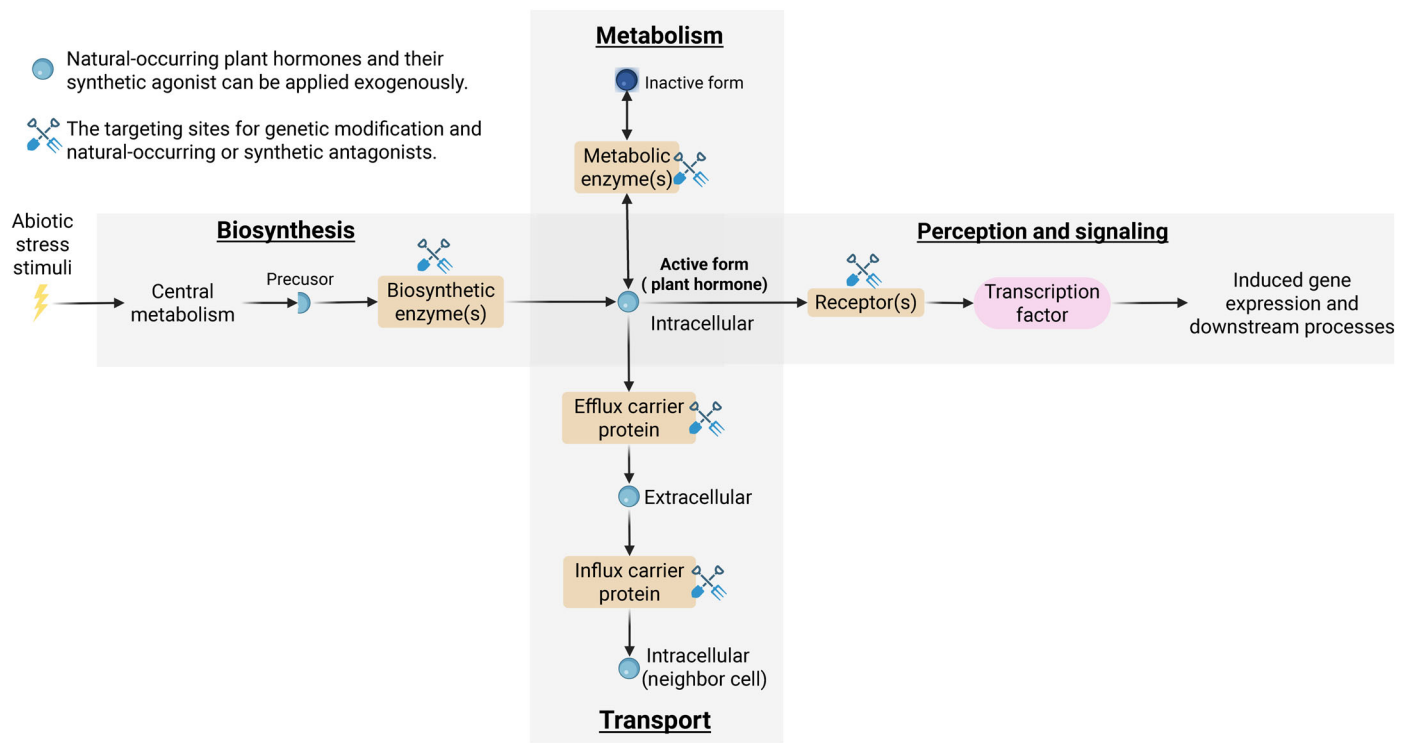 Metabolism
Natural-occurring plant hormones and their
synthetic agonist can be applied exogenously.
Inactive form
The targeting sites for genetic modification and
natural-occurring or synthetic antagonists.
Metabolic
enzyme(s)
Abiotic
stress
stimuli
Biosynthesis
Perception and signaling
Precusor
Central
metabolism
Biosynthetic
enzyme(s)
Active form
( plant hormone)
Intracellular
Receptor(s)
Transcription
factor
Induced gene
expression and
downstream processes
Efflux carrier
protein
Extracellular
Influx carrier
protein
Intracellular
(neighbor cell)
Transport